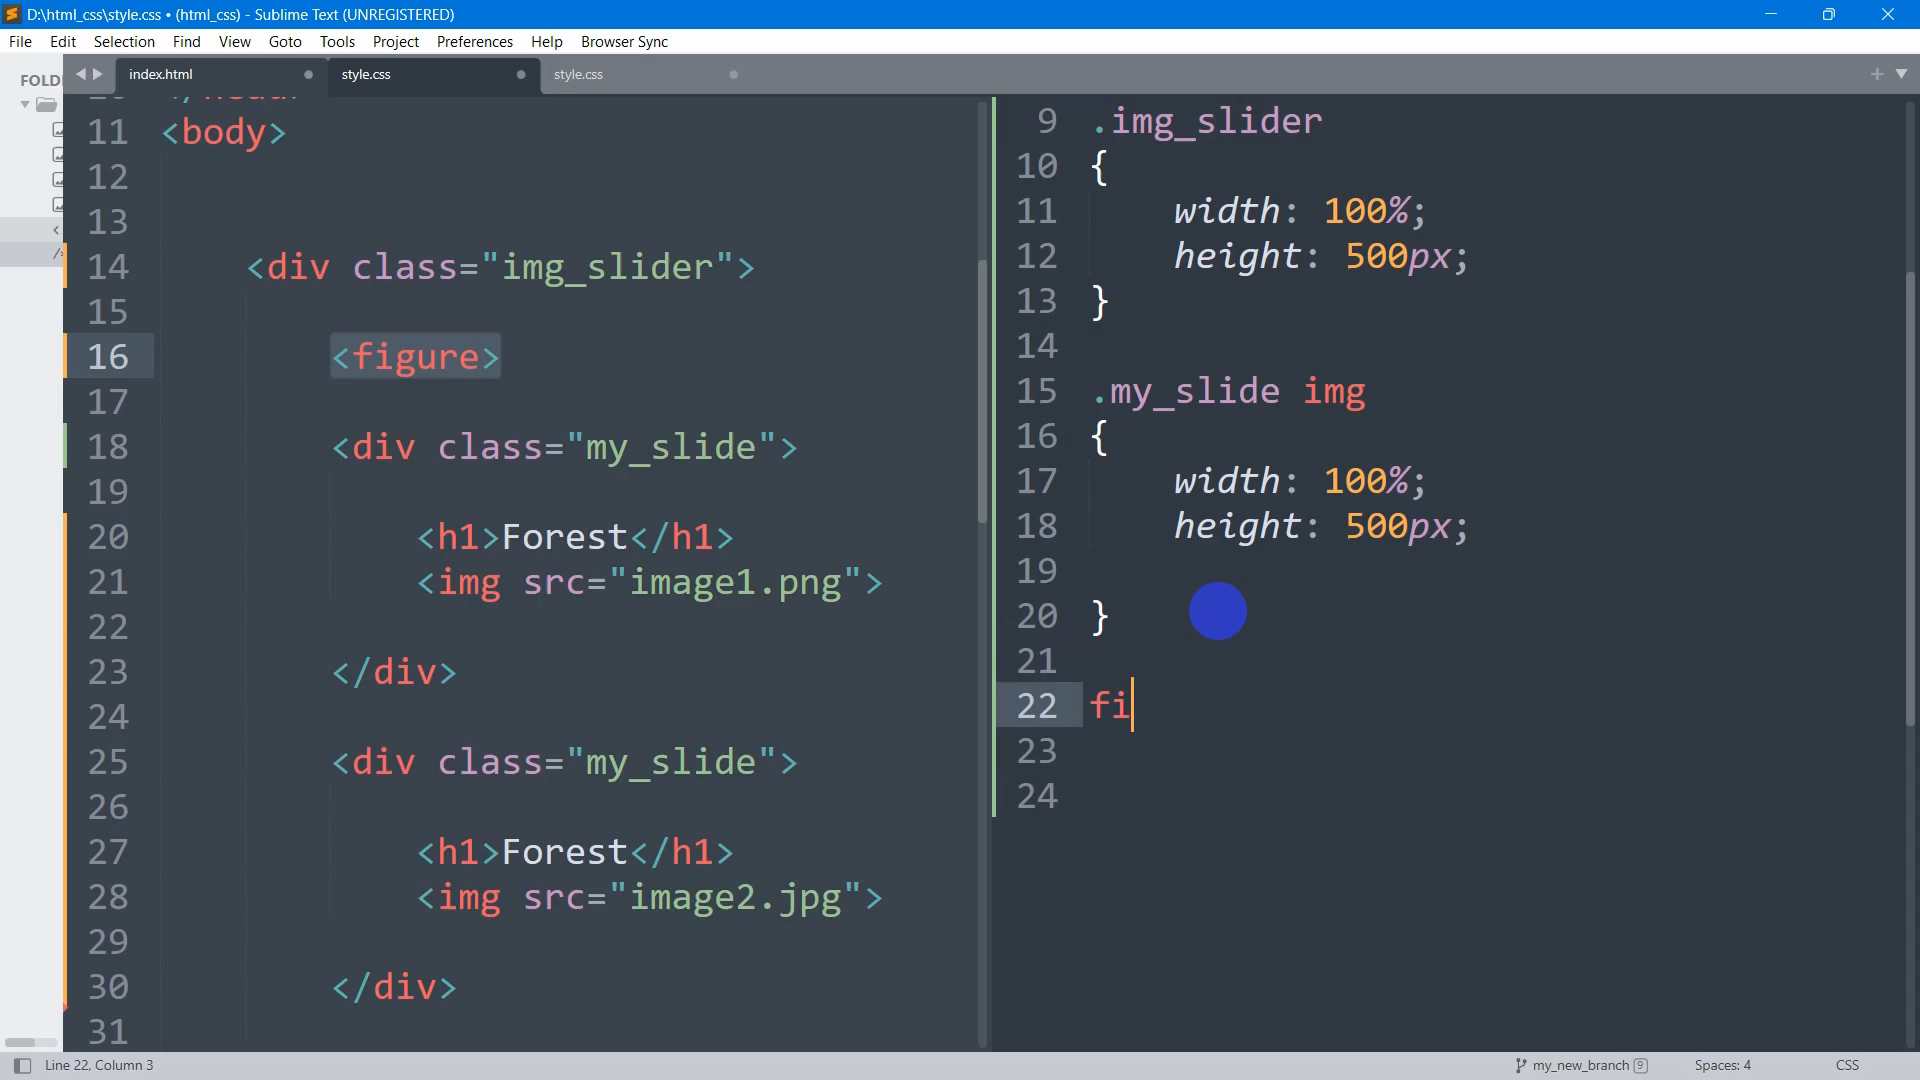 D:\html_css\style.css • (html_css) - Sublime Text (UNREGISTERED)
File Edit Selection Find View Goto Tools Project Preferences Help Browser Sync
FOLD
index.html
style.css
style.css
11 <body>
12
13
14 <div class="img_slider">
15
16 <figure>
17
18 <div class="my_slide">
19
20 <h1>Forest</h1>
21 <img src="image1.png">
22
23 </div>
24
25 <div class="my_slide">
26
27 <h1>Forest</h1>
28 <img src="image2.jpg">
29
30 </div>
31
9 .img_slider
10 {
11 width: 100%;
12 height: 500px;
13 }
14
15 .my_slide img
16 {
17 width: 100%;
18 height: 500px;
19
20 }
21
22 fi
23
24
Line 22, Column 3
my_new_branch 9
Spaces: 4
CSS